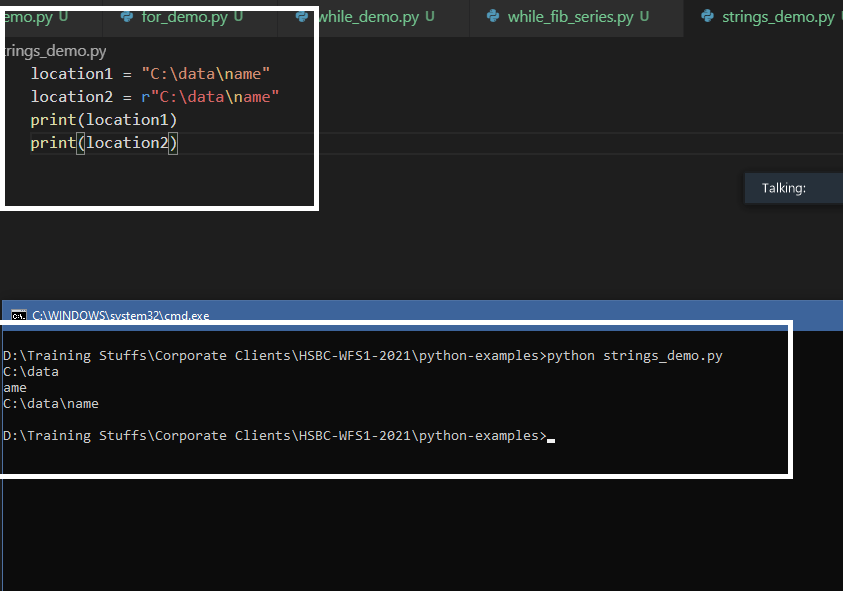 emo.py U for_demo.py U while_demo.py U while_fib_series.py U strings_demo.py
trings_demo.py
location1 = "C:\data\name"
location2 = r"C:\data\name"
print(location1)
print(location2)
Talking:
C:\WINDOWS\system32\cmd.exe
D:\Training Stuffs\Corporate Clients\HSBC-WFS1-2021\python-examples>python strings_demo.py
C:\data
ame
C:\data\name
D:\Training Stuffs\Corporate Clients\HSBC-WFS1-2021\python-examples>